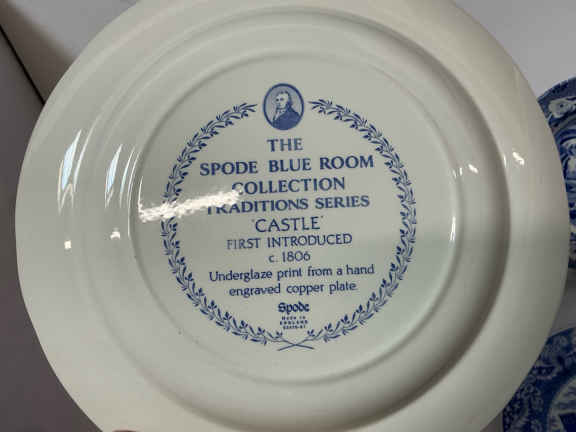 THE
SPODE BLUE ROOM
COLLECTION
TRADITIONS SERIES
'CASTLE'
FIRST INTRODUCED
c. 1806
Underglaze print from a hand
engraved copper plate.
Spode
MADE IN
ENGLAND